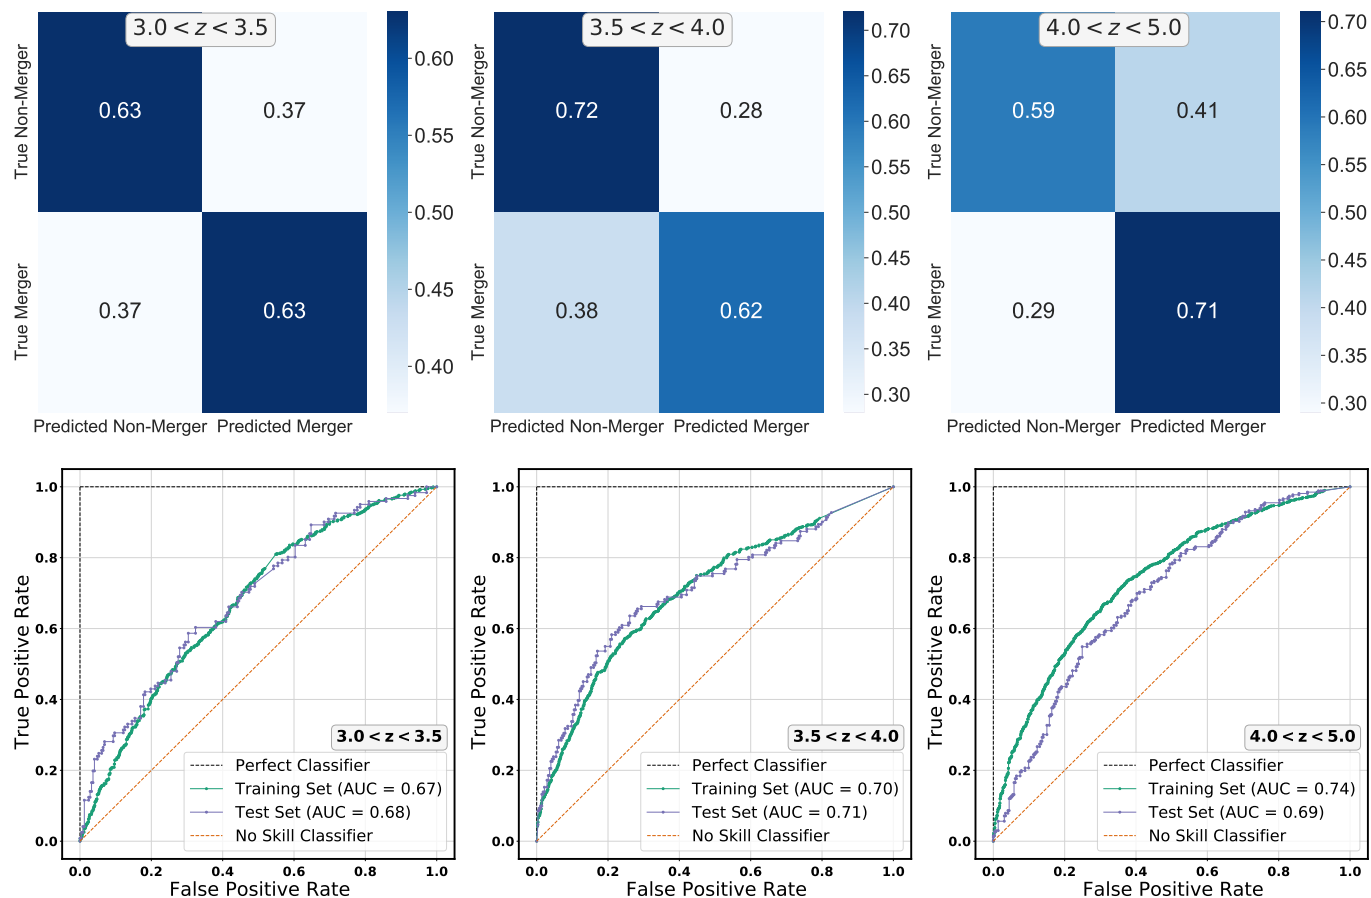 3.0 < z < 3.5
True Non-Merger
True Merger
0.63
0.37
0.37
0.63
Predicted Non-Merger
Predicted Merger
0.60
0.55
0.50
0.45
0.40
3.5 < z < 4.0
True Non-Merger
True Merger
0.72
0.28
0.38
0.62
Predicted Non-Merger
Predicted Merger
0.70
0.65
0.60
0.55
0.50
0.45
0.40
0.35
0.30
4.0 < z < 5.0
True Non-Merger
True Merger
0.59
0.41
0.29
0.71
Predicted Non-Merger
Predicted Merger
0.70
0.65
0.60
0.55
0.50
0.45
0.40
0.35
0.30
True Positive Rate
1.0
0.8
0.6
0.4
0.2
0.0
3.0 < z < 3.5
Perfect Classifier
Training Set (AUC = 0.67)
Test Set (AUC = 0.68)
No Skill Classifier
0.0
0.2
0.4
0.6
0.8
1.0
False Positive Rate
True Positive Rate
1.0
0.8
0.6
0.4
0.2
0.0
3.5 < z < 4.0
Perfect Classifier
Training Set (AUC = 0.70)
Test Set (AUC = 0.71)
No Skill Classifier
0.0
0.2
0.4
0.6
0.8
1.0
False Positive Rate
True Positive Rate
1.0
0.8
0.6
0.4
0.2
0.0
4.0 < z < 5.0
Perfect Classifier
Training Set (AUC = 0.74)
Test Set (AUC = 0.69)
No Skill Classifier
0.0
0.2
0.4
0.6
0.8
1.0
False Positive Rate